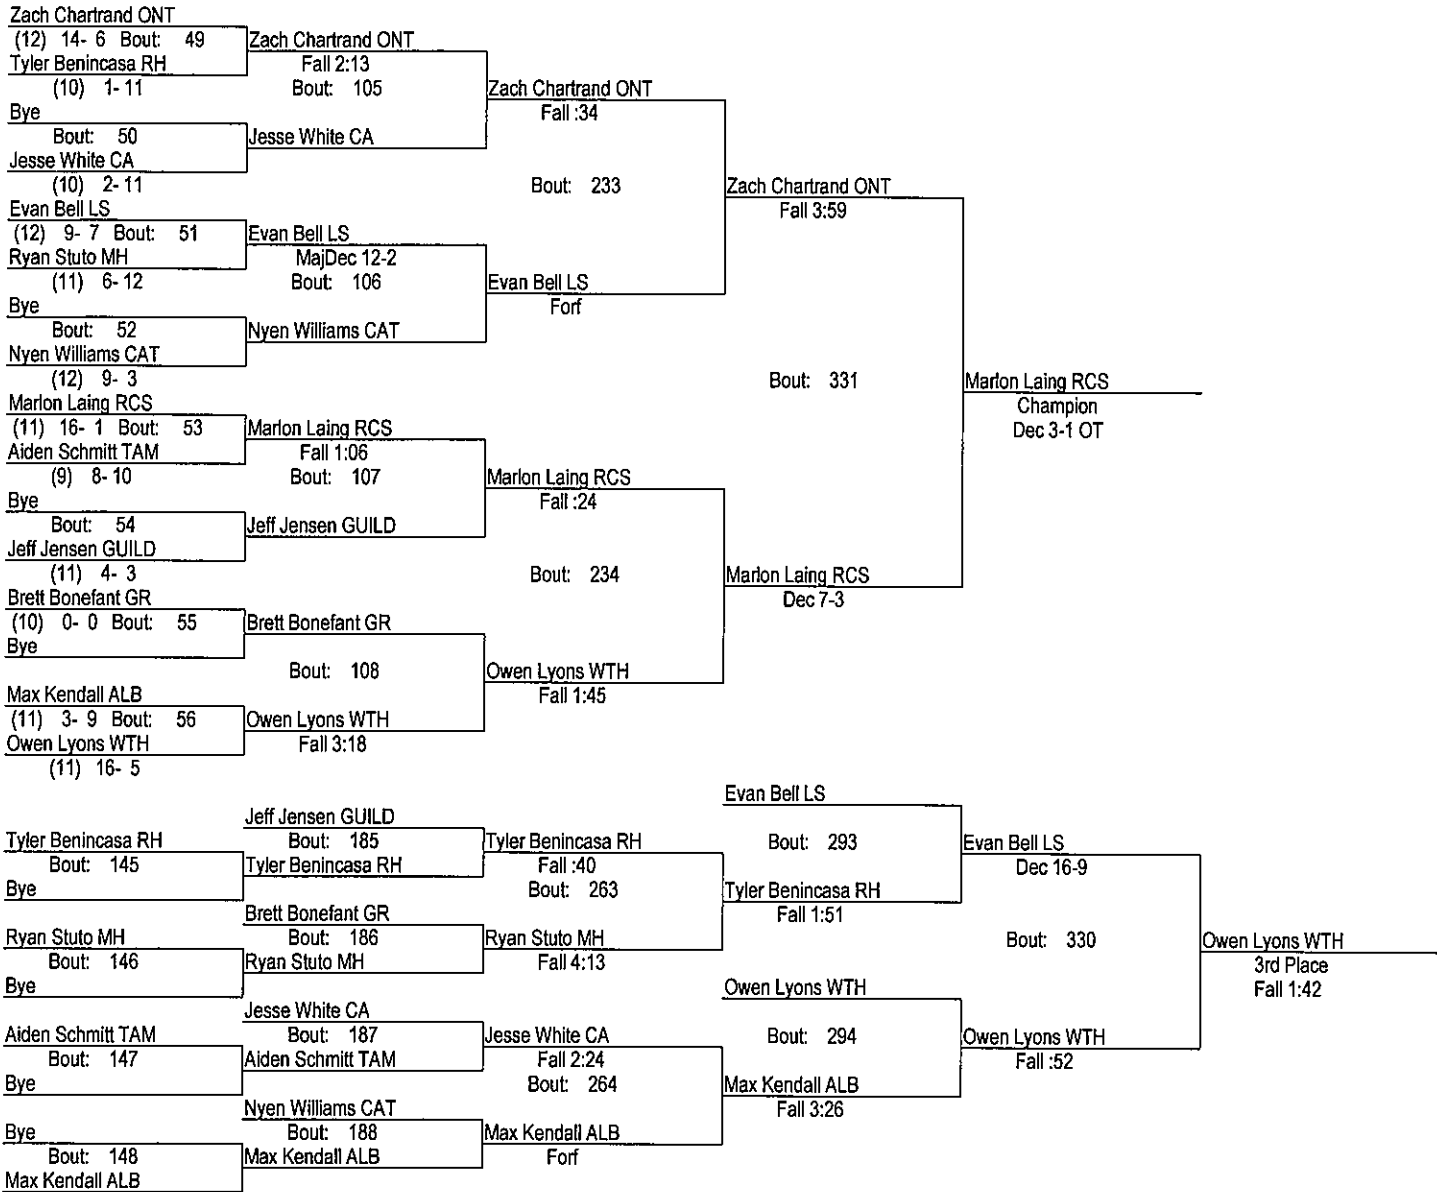 Zach Chartrand ONT
(12) 14- 6 Bout: 49
Zach Chartrand ONT
Tyler Benincasa RH
Fall 2:13
(10) 1- 11
Bout: 105
Zach Chartrand ONT
Bye
Fall :34
Bout: 50
Jesse White CA
Jesse White CA
(10) 2- 11
Bout: 233
Zach Chartrand ONT
Evan Bell LS
Fall 3:59
(12) 9- 7 Bout: 51
Evan Bell LS
Ryan Stuto MH
MajDec 12-2
(11) 6- 12
Bout: 106
Evan Bell LS
Bye
Forf
Bout: 52
Nyen Williams CAT
Nyen Williams CAT
(12) 9- 3
Bout: 331
Marlon Laing RCS
Marlon Laing RCS
Champion
(11) 16- 1 Bout: 53
Marlon Laing RCS
Dec 3-1 OT
Aiden Schmitt TAM
Fall 1:06
(9) 8- 10
Bout: 107
Marlon Laing RCS
Bye
Fall :24
Bout: 54
Jeff Jensen GUILD
Jeff Jensen GUILD
(11) 4- 3
Bout: 234
Marlon Laing RCS
Brett Bonefant GR
Dec 7-3
(10) 0- 0 Bout: 55
Brett Bonefant GR
Bye
Bout: 108
Owen Lyons WTH
Max Kendall ALB
Fall 1:45
(11) 3- 9 Bout: 56
Owen Lyons WTH
Owen Lyons WTH
Fall 3:18
(11) 16- 5
Evan Bell LS
Jeff Jensen GUILD
Tyler Benincasa RH
Bout: 185
Tyler Benincasa RH
Bout: 293
Evan Bell LS
Bout: 145
Tyler Benincasa RH
Fall :40
Dec 16-9
Bye
Bout: 263
Tyler Benincasa RH
Brett Bonefant GR
Fall 1:51
Ryan Stuto MH
Bout: 186
Ryan Stuto MH
Bout: 330
Owen Lyons WTH
Bout: 146
Ryan Stuto MH
Fall 4:13
3rd Place
Bye
Owen Lyons WTH
Fall 1:42
Jesse White CA
Aiden Schmitt TAM
Bout: 187
Jesse White CA
Bout: 294
Owen Lyons WTH
Bout: 147
Aiden Schmitt TAM
Fall 2:24
Fall :52
Bye
Bout: 264
Max Kendall ALB
Nyen Williams CAT
Fall 3:26
Bye
Bout: 188
Max Kendall ALB
Bout: 148
Max Kendall ALB
Forf
Max Kendall ALB